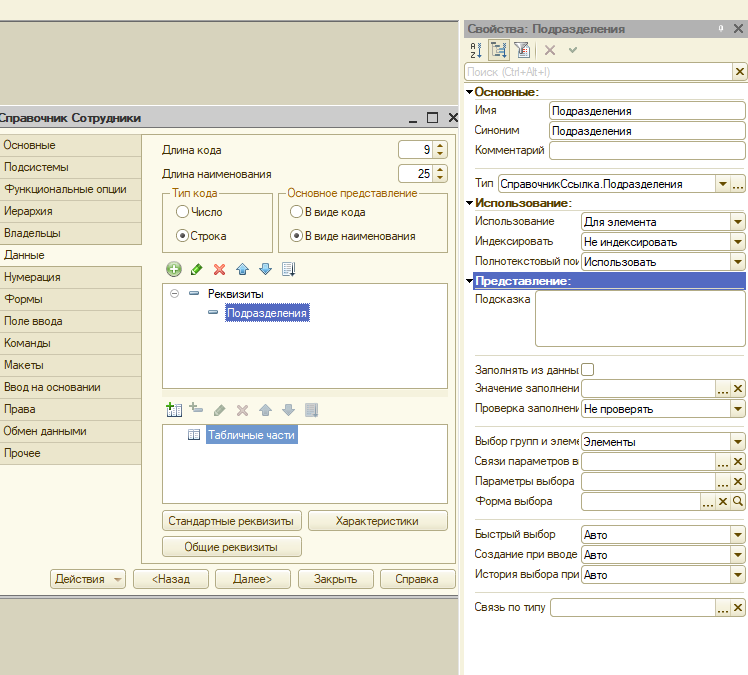 Справочник Сотрудники
Основные
Подсистемы
Функциональные опции
Иерархия
Владельцы
Данные
Нумерация
Формы
Поле ввода
Команды
Макеты
Ввод на основании
Права
Обмен данными
Прочее
Длина кода 9
Длина наименования 25
Тип кода
Число
Строка
Основное представление
В виде кода
В виде наименования
Реквизиты
Подразделения
Табличные части
Стандартные реквизиты
Характеристики
Общие реквизиты
Действия
<Назад
Далее>
Закрыть
Справка
Свойства: Подразделения
Поиск (Ctrl+Alt+I)
Основные:
Имя Подразделения
Синоним Подразделения
Комментарий
Тип СправочникСсылка.Подразделения
Использование:
Использование Для элемента
Индексировать Не индексировать
Полнотекстовый пои Использовать
Представление:
Подсказка
Заполнять из данны
Значение заполнени
Проверка заполнени Не проверять
Выбор групп и элеме Элементы
Связи параметров в
Параметры выбора
Форма выбора
Быстрый выбор Авто
Создание при вводе Авто
История выбора при Авто
Связь по типу